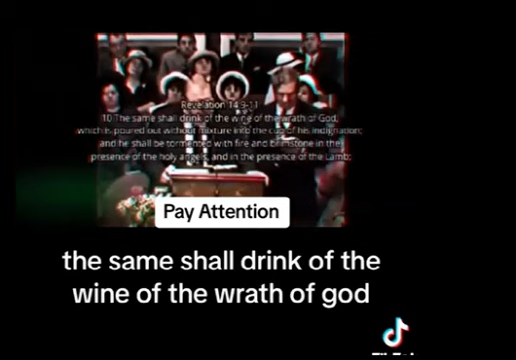 Revelation 14:9-11
10 The same shall drink of the wine of the wrath of God,
which is poured out without mixture into the cup of his indignation;
and he shall be tormented with fire and brimstone in the
presence of the holy angels, and in the presence of the Lamb:
Pay Attention
the same shall drink of the
wine of the wrath of god